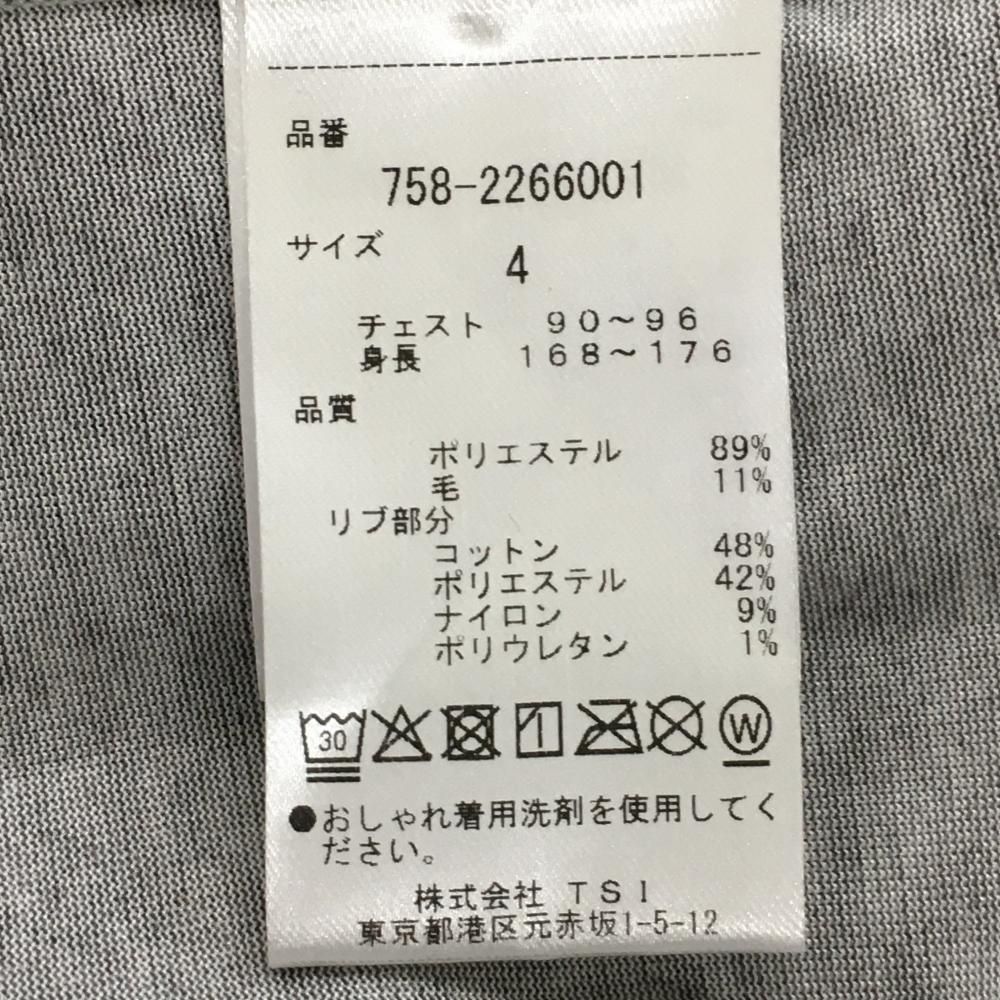 品番
758-2266001
サイズ 4
チェスト 90～96
身長 168～176
品質
ポリエステル 89%
毛 11%
リブ部分
コットン 48%
ポリエステル 42%
ナイロン 9%
ポリウレタン 1%
30 W
●おしゃれ着用洗剤を使用してく
ださい。
株式会社 TSI
東京都港区元赤坂1-5-12